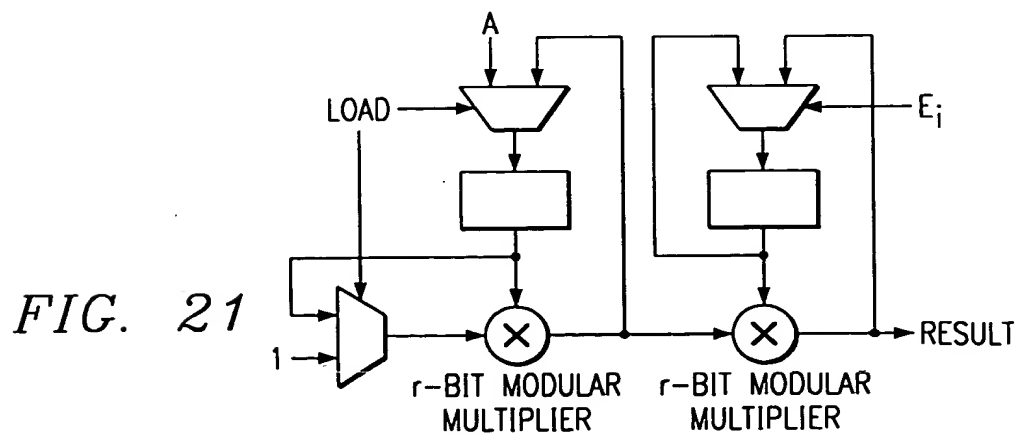 A
LOAD
E_i
FIG. 21
1
RESULT
r-BIT MODULAR
MULTIPLIER
r-BIT MODULAR
MULTIPLIER